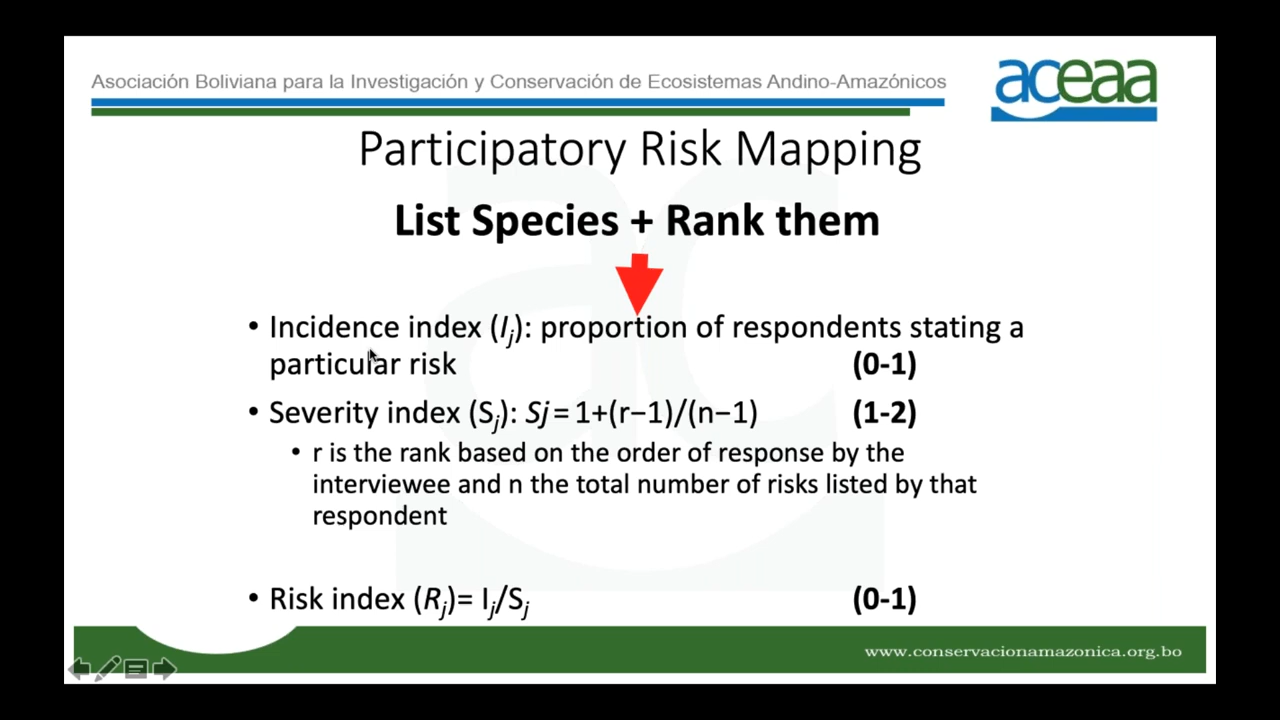 Asociación Boliviana para la Investigación y Conservación de Ecosistemas Andino-Amazónicos
aceaa
Participatory Risk Mapping
List Species + Rank them
• Incidence index (Ij): proportion of respondents stating a
particular risk (0-1)
• Severity index (Sj): Sj = 1+(r−1)/(n−1) (1-2)
• r is the rank based on the order of response by the
interviewee and n the total number of risks listed by that
respondent
• Risk index (Rj)= Ij/Sj (0-1)
www.conservacionamazonica.org.bo